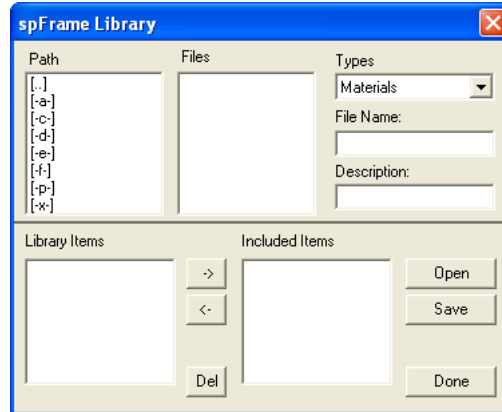 spFrame Library
Path
Files
Types
[..]
[-a-]
[-c-]
[-d-]
[-e-]
[-f-]
[-p-]
[-x-]
Materials
File Name:
Description:
Library Items
Included Items
->
<-
Del
Open
Save
Done